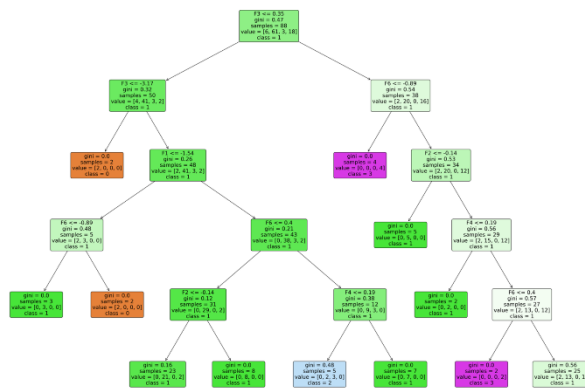 F3 <= 0.35
gini = 0.47
samples = 88
value = [6, 61, 3, 18]
class = 1
F3 <= -3.17
gini = 0.32
samples = 50
value = [4, 41, 3, 2]
class = 1
F6 <= -0.89
gini = 0.54
samples = 38
value = [2, 20, 0, 16]
class = 1
gini = 0.0
samples = 2
value = [2, 0, 0, 0]
class = 0
F1 <= -1.54
gini = 0.26
samples = 48
value = [2, 41, 3, 2]
class = 1
gini = 0.0
samples = 4
value = [0, 0, 0, 4]
class = 3
F2 <= -0.14
gini = 0.53
samples = 34
value = [2, 20, 0, 12]
class = 1
F6 <= -0.89
gini = 0.48
samples = 5
value = [2, 3, 0, 0]
class = 1
F6 <= 0.4
gini = 0.21
samples = 43
value = [0, 38, 3, 2]
class = 1
gini = 0.0
samples = 5
value = [0, 5, 0, 0]
class = 1
F4 <= 0.19
gini = 0.56
samples = 29
value = [2, 15, 0, 12]
class = 1
gini = 0.0
samples = 3
value = [0, 3, 0, 0]
class = 1
gini = 0.0
samples = 2
value = [2, 0, 0, 0]
class = 0
F2 <= -0.14
gini = 0.12
samples = 31
value = [0, 29, 0, 2]
class = 1
F4 <= 0.19
gini = 0.38
samples = 12
value = [0, 9, 3, 0]
class = 1
gini = 0.0
samples = 2
value = [0, 2, 0, 0]
class = 1
F6 <= 0.4
gini = 0.57
samples = 27
value = [2, 13, 0, 12]
class = 1
gini = 0.16
samples = 23
value = [0, 21, 0, 2]
class = 1
gini = 0.0
samples = 8
value = [0, 8, 0, 0]
class = 1
gini = 0.48
samples = 5
value = [0, 2, 3, 0]
class = 2
gini = 0.0
samples = 7
value = [0, 7, 0, 0]
class = 1
gini = 0.0
samples = 2
value = [0, 0, 0, 2]
class = 3
gini = 0.56
samples = 25
value = [2, 13, 0,
class = 1